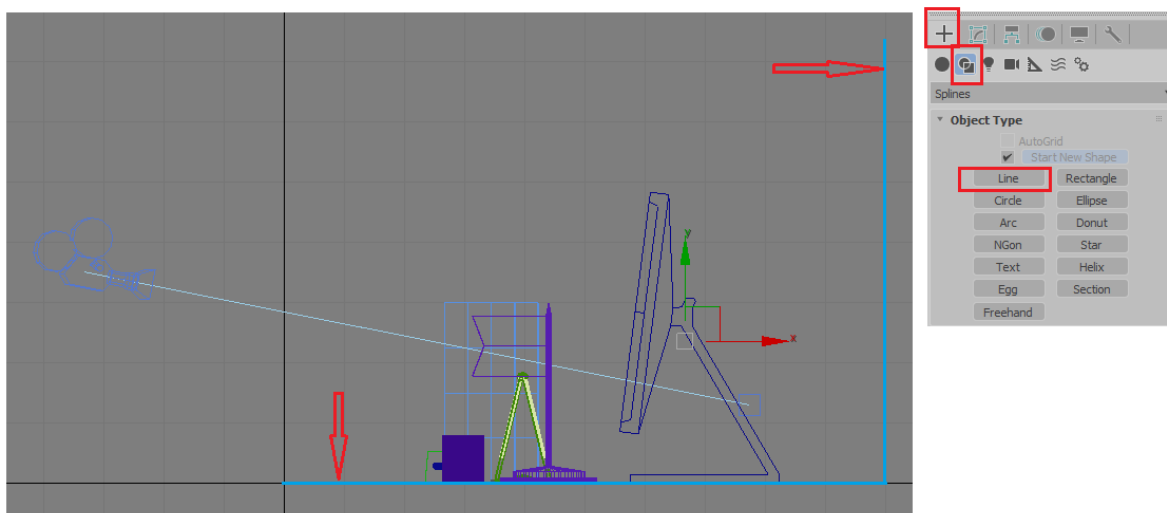 y
x
Splines
Object Type
AutoGrid
Start New Shape
Line Rectangle
Circle Ellipse
Arc Donut
NGon Star
Text Helix
Egg Section
Freehand